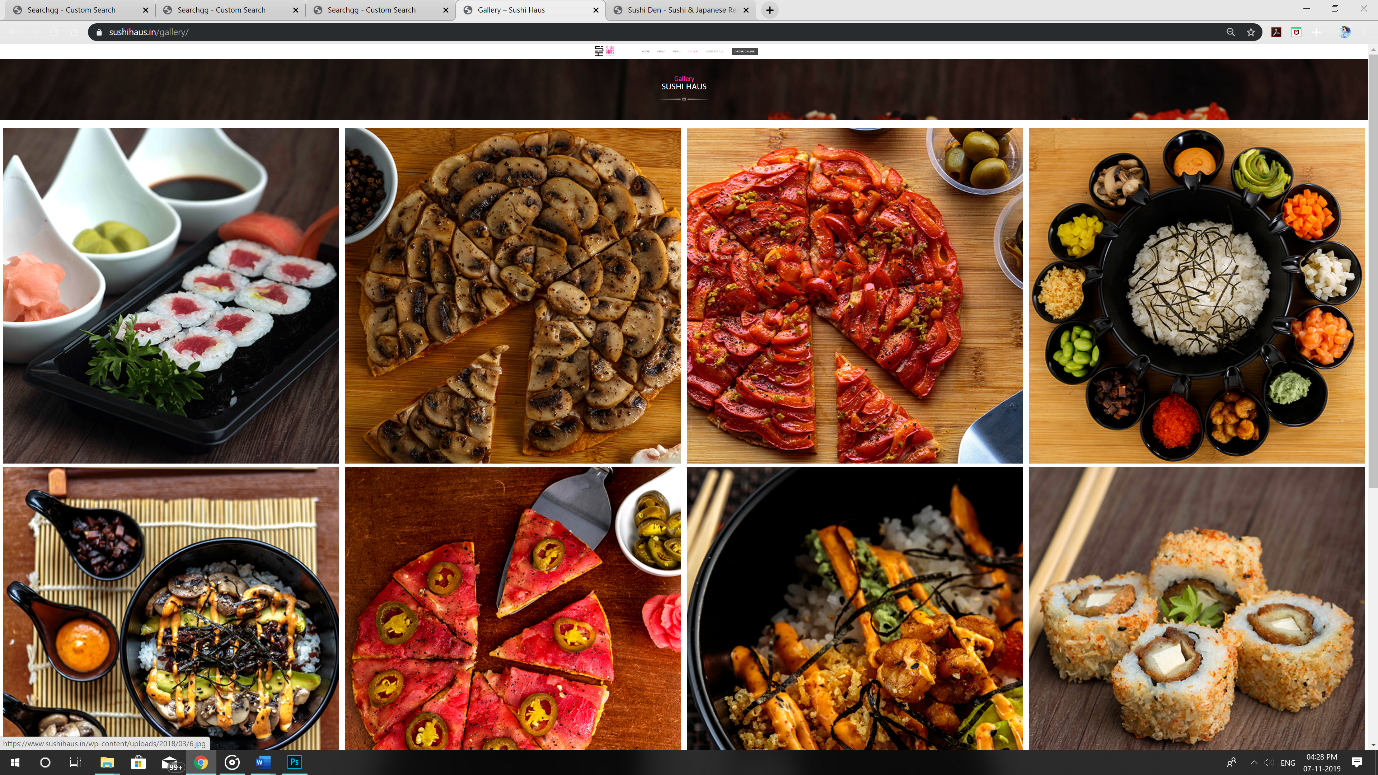 Searchgg - Custom Search
Searchgg - Custom Search
Searchgg - Custom Search
Gallery – Sushi Haus
Sushi Den - Sushi & Japanese Re
sushihaus.in/gallery/
Gallery
SUSHI HAUS
https://www.sushihaus.in/wp-content/uploads/2018/03/6.jpg
99+
W
Ps
ENG
04:28 PM
07-11-2019